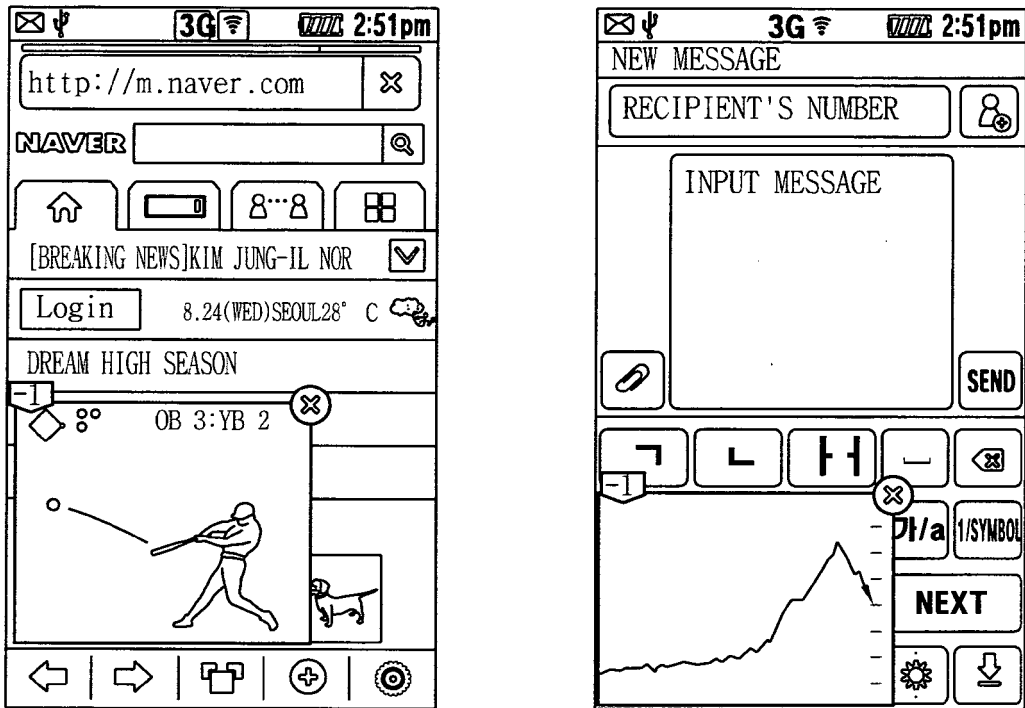 3G 2:51pm
http://m.naver.com
NAVER
[BREAKING NEWS]KIM JUNG-IL NOR
Login 8.24(WED)SEOUL28° C
DREAM HIGH SEASON
-1
OB 3:YB 2
3G 2:51pm
NEW MESSAGE
RECIPIENT'S NUMBER
INPUT MESSAGE
SEND
ㄱ ㄴ ㅏㅓ
-1
가/a 1/SYMBOL
NEXT